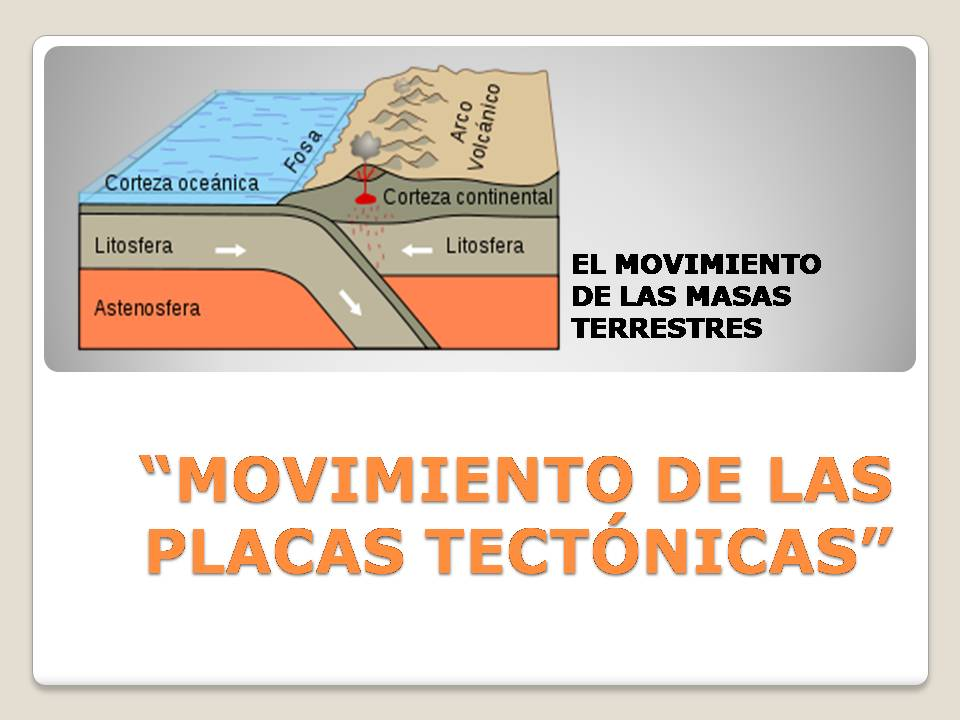 Fosa
Arco
Volcánico
Corteza oceánica
Corteza continental
Litosfera
Litosfera
Astenosfera
EL MOVIMIENTO
DE LAS MASAS
TERRESTRES
“MOVIMIENTO DE LAS
PLACAS TECTÓNICAS”